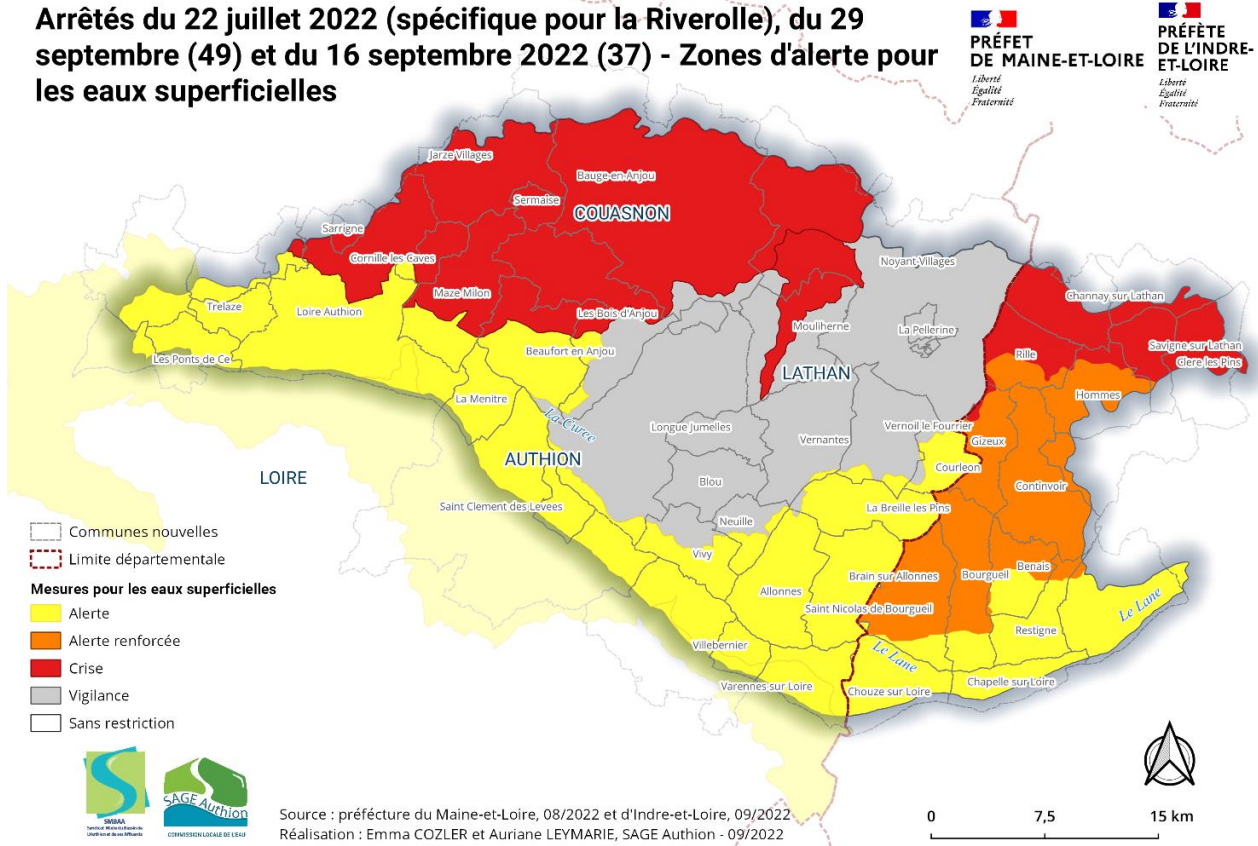 Arrêtés du 22 juillet 2022 (spécifique pour la Riverolle), du 29
septembre (49) et du 16 septembre 2022 (37) - Zones d'alerte pour
les eaux superficielles
PRÉFET
DE MAINE-ET-LOIRE
Liberté
Égalité
Fraternité
PRÉFÈTE
DE L'INDRE-
ET-LOIRE
Liberté
Égalité
Fraternité
Jarze Villages
Bauge-en-Anjou
Sermaise
COUASNON
Sarrigne
Cornille les Caves
Noyant-Villages
Maze Milon
Channay sur Lathan
Trelaze
Loire Authion
Les Bois d'Anjou
Mouliherne
La Pellerine
Savigne sur Lathan
Les Ponts de Ce
Beaufort en Anjou
Rille
Clere les Pins
LATHAN
Hommes
La Menitre
La Curee
Longue Jumelles
Vernantes
Vernoil le Fourrier
Gizeux
AUTHION
Courleon
LOIRE
Blou
Continvoir
Saint Clement des Levees
La Breille les Pins
Neuille
Vivy
Brain sur Allonnes
Bourgueil
Benais
Allonnes
Saint Nicolas de Bourgueil
Le Lane
Restigne
Villebernier
Le Lane
Varennes sur Loire
Chouze sur Loire
Chapelle sur Loire
Communes nouvelles
Limite départementale
Mesures pour les eaux superficielles
Alerte
Alerte renforcée
Crise
Vigilance
Sans restriction
SMBAA
SAGE Authion
COMMISSION LOCALE DE L'EAU
Source : préfécture du Maine-et-Loire, 08/2022 et d'Indre-et-Loire, 09/2022
Réalisation : Emma COZLER et Auriane LEYMARIE, SAGE Authion - 09/2022
0 7,5 15 km